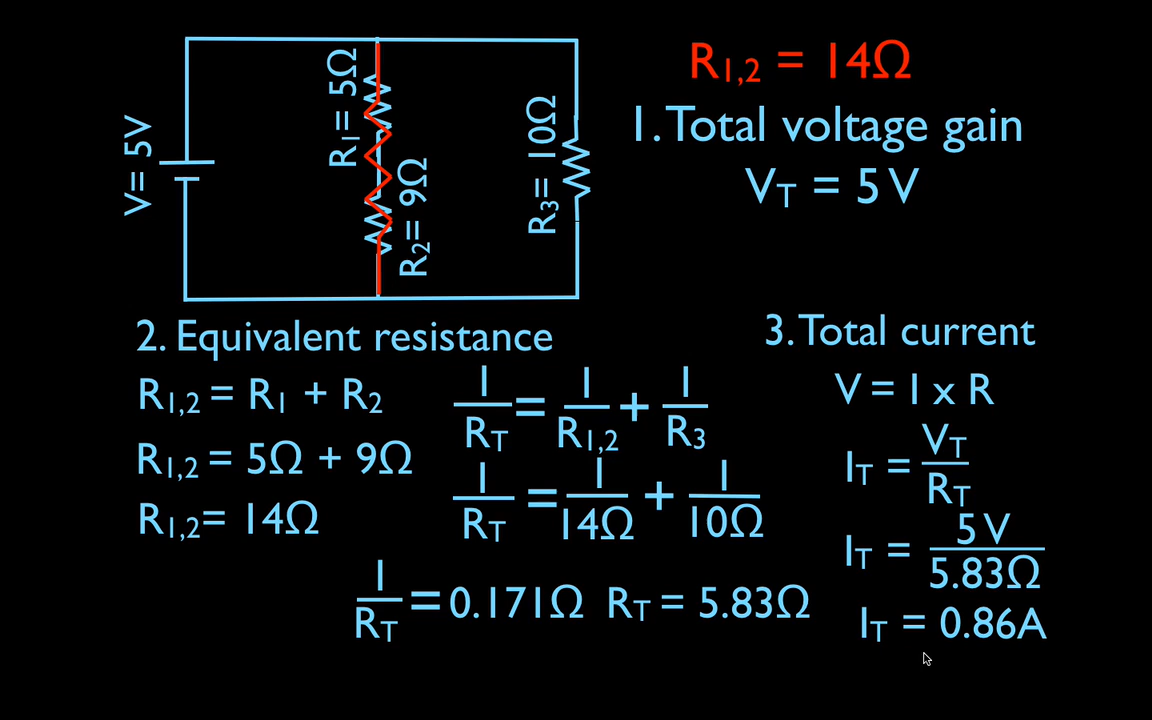 V= 5V
R1= 5Ω
R2= 9Ω
R3= 10Ω
R1,2 = 14Ω
1. Total voltage gain
VT = 5 V
2. Equivalent resistance
R1,2 = R1 + R2
R1,2 = 5Ω + 9Ω
R1,2= 14Ω
1/RT = 1/R1,2 + 1/R3
1/RT = 1/14Ω + 1/10Ω
1/RT = 0.171Ω RT = 5.83Ω
3. Total current
V = I x R
IT = VT/RT
IT = 5 V/5.83Ω
IT = 0.86A